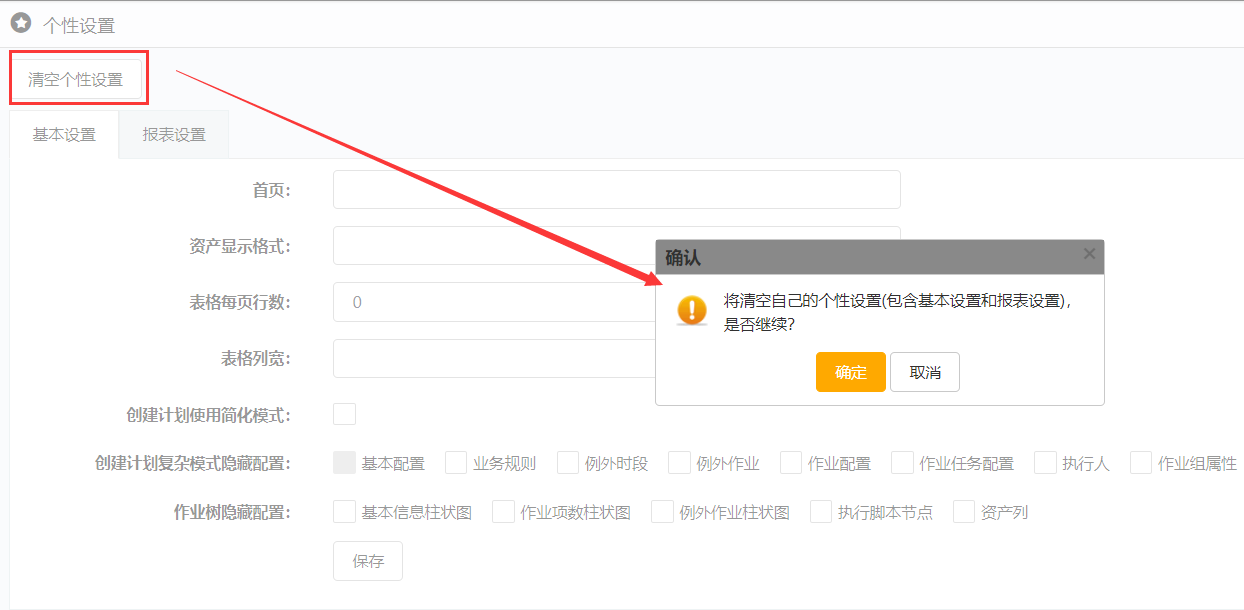 个性设置
清空个性设置
基本设置 报表设置
首页：
资产显示格式：
表格每页行数： 0
表格列宽：
确认
将清空自己的个性设置(包含基本设置和报表设置)，
是否继续？
确定 取消
创建计划使用简化模式：
创建计划复杂模式隐藏配置： 基本配置 业务规则 例外时段 例外作业 作业配置 作业任务配置 执行人 作业组属性
作业树隐藏配置： 基本信息柱状图 作业项数柱状图 例外作业柱状图 执行脚本节点 资产列
保存